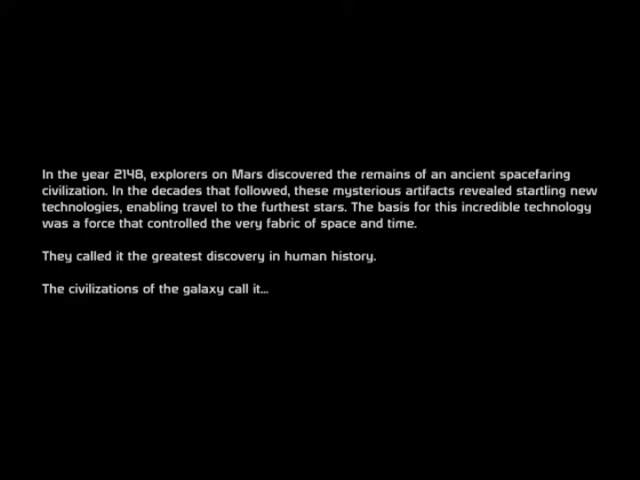 In the year 2148, explorers on Mars discovered the remains of an ancient spacefaring
civilization. In the decades that followed, these mysterious artifacts revealed startling new
technologies, enabling travel to the furthest stars. The basis for this incredible technology
was a force that controlled the very fabric of space and time.
They called it the greatest discovery in human history.
The civilizations of the galaxy call it...